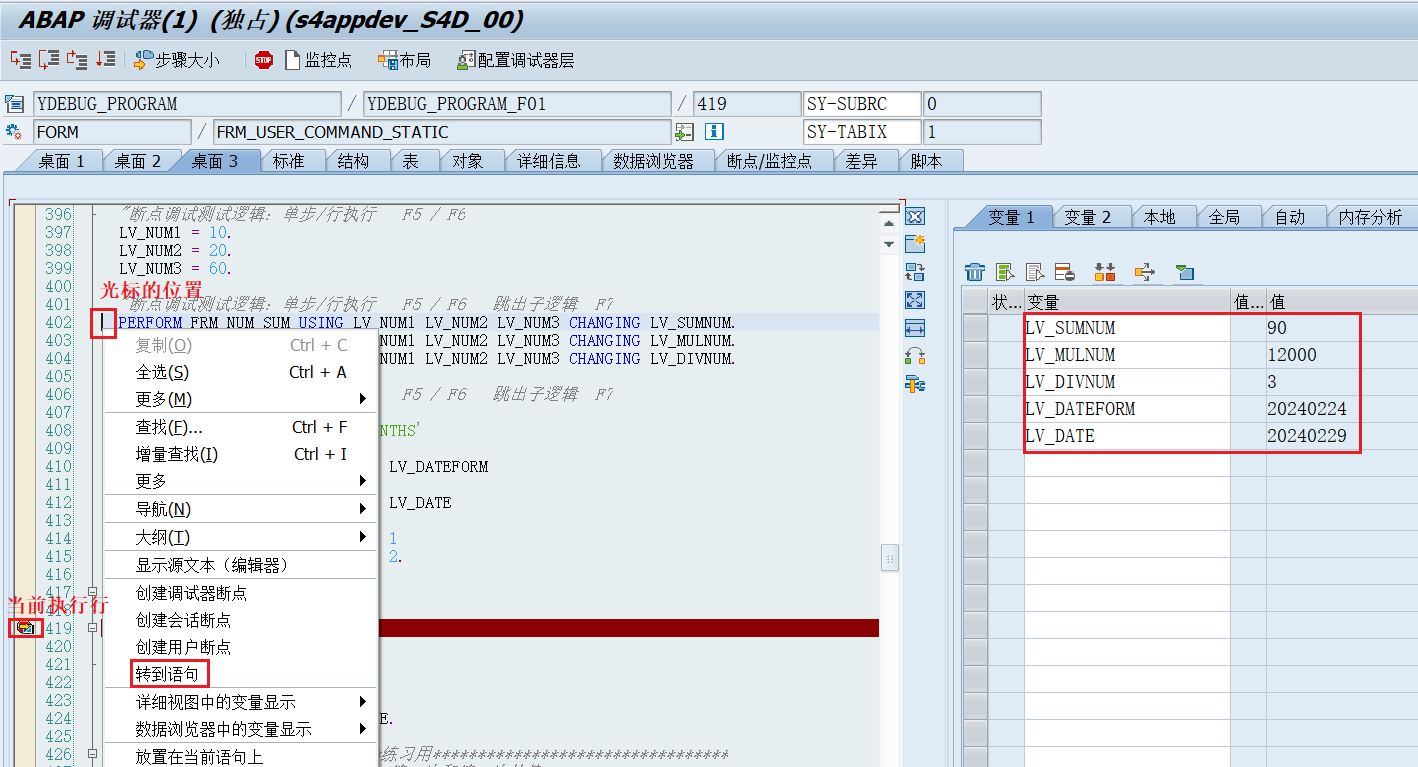 ABAP 调试器(1)  (独占)(s4appdev_S4D_00)
步骤大小 STOP 监控点 布局 配置调试器层
YDEBUG_PROGRAM / YDEBUG_PROGRAM_F01 / 419 SY-SUBRC 0
FORM / FRM_USER_COMMAND_STATIC SY-TABIX 1
桌面 1 桌面 2 桌面 3 标准 结构 表 对象 详细信息 数据浏览器 断点/监控点 差异 脚本
396 "断点调试测试逻辑: 单步/行执行 F5 / F6
397 LV_NUM1 = 10.
398 LV_NUM2 = 20.
399 LV_NUM3 = 60.
400
光标的位置
401 断点调试测试逻辑: 单步/行执行 F5 / F6 跳出子逻辑 F7
402 PERFORM FRM_NUM_SUM USING LV_NUM1 LV_NUM2 LV_NUM3 CHANGING LV_SUMNUM.
403 NUM1 LV_NUM2 LV_NUM3 CHANGING LV_MULNUM.
404 NUM1 LV_NUM2 LV_NUM3 CHANGING LV_DIVNUM.
405
406 F5 / F6 跳出子逻辑 F7
407
408 NTHS'
409
410 LV_DATEFORM
411
412 LV_DATE
413
414 1
415 2.
416
417
当前执行行
418
419
420
421
422
423
424 E.
425
426 练习用*********************************
复制(O) Ctrl + C
全选(S) Ctrl + A
更多(M)
查找(F)... Ctrl + F
增量查找(I) Ctrl + I
更多
导航(N)
大纲(T)
显示源文本（编辑器）
创建调试器断点
创建会话断点
创建用户断点
转到语句
详细视图中的变量显示
数据浏览器中的变量显示
放置在当前语句上
变量 1 变量 2 本地 全局 自动 内存分析
状... 变量 值... 值
LV_SUMNUM 90
LV_MULNUM 12000
LV_DIVNUM 3
LV_DATEFORM 20240224
LV_DATE 20240229